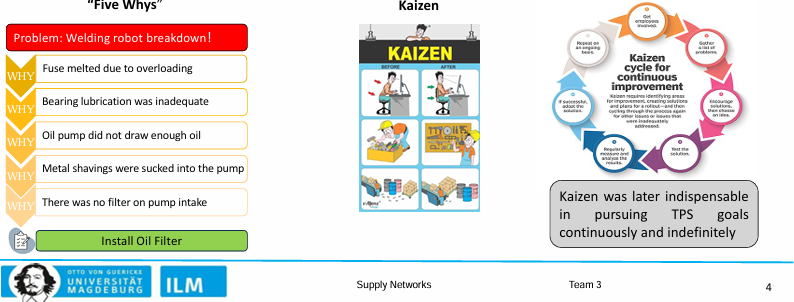 "Five Whys"
Problem: Welding robot breakdown!
WHY
Fuse melted due to overloading
WHY
Bearing lubrication was inadequate
WHY
Oil pump did not draw enough oil
WHY
Metal shavings were sucked into the pump
WHY
There was no filter on pump intake
Install Oil Filter
Kaizen
KAIZEN
BEFORE
AFTER
Kaizen
cycle for
continuous
improvement
Kaizen requires identifying areas
for improvement, creating solutions
and plans for a rollout—and then
cycling through the process again
for other issues or issues that
were inadequately
addressed.
Get
employees
involved.
Gather
a list of
problems.
Encourage
solutions,
then choose
an idea.
Test the
solution.
Regularly
measure and
analyze the
results.
If successful,
adopt the
solution.
Repeat on
an ongoing
basis.
Kaizen was later indispensable
in pursuing TPS goals
continuously and indefinitely
OTTO VON GUERICKE
UNIVERSITÄT
MAGDEBURG
ILM
Supply Networks
Team 3
4